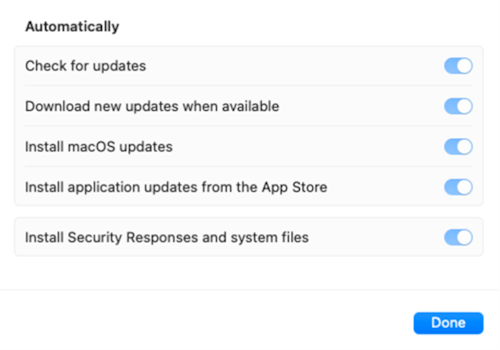 Automatically
Check for updates
Download new updates when available
Install macOS updates
Install application updates from the App Store
Install Security Responses and system files
Done